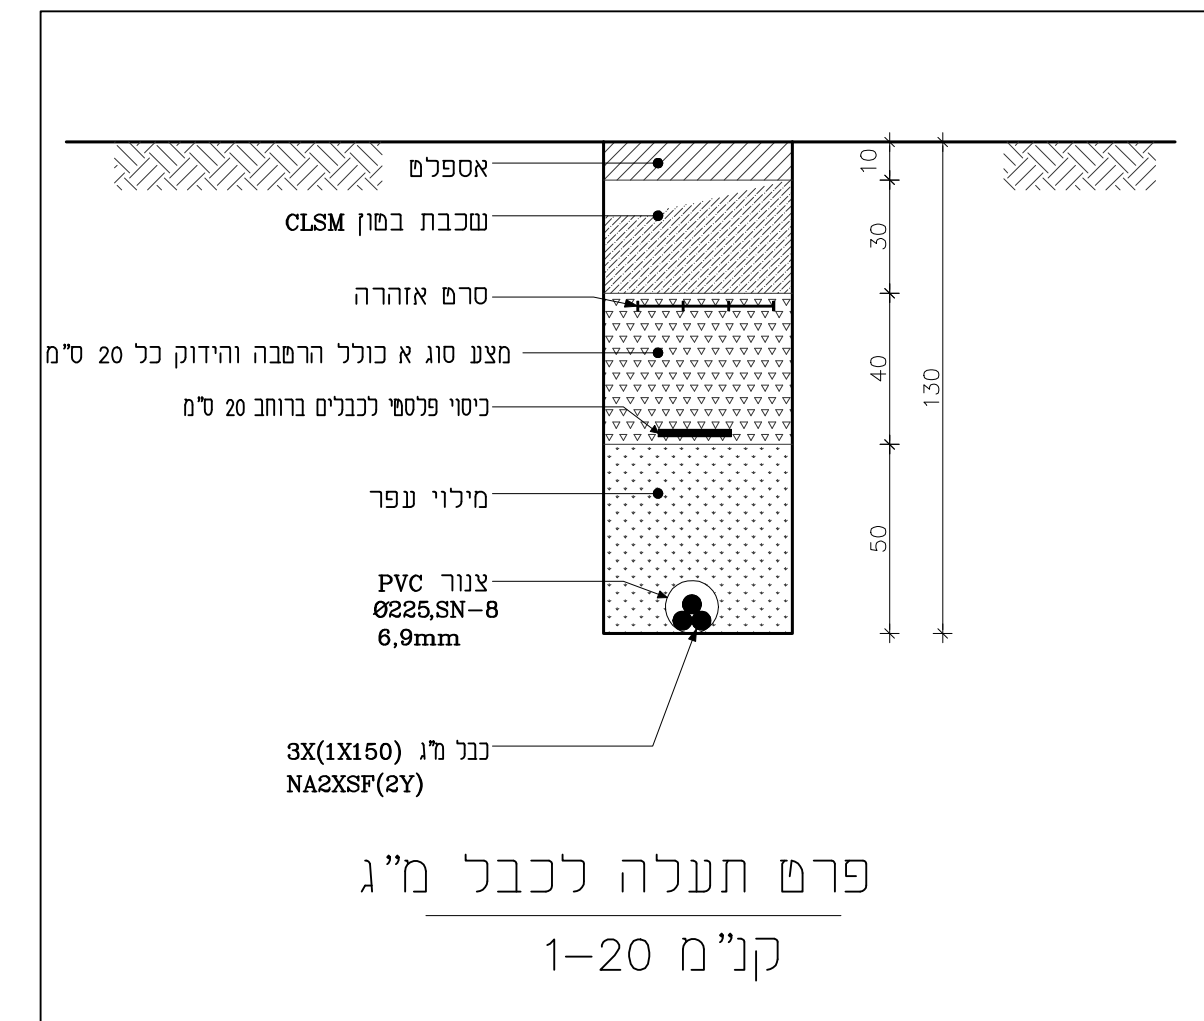 אספלט
שכבת בטון CLSM
סרט אזהרה
מצע סוג א כולל הרטבה והידוק כל 20 ס"מ
כיסוי פלסטי לכבלים ברוחב 20 ס"מ
מילוי עפר
צנור PVC
Ø225,SN-8
6,9mm
כבל מ"ג 3X(1X150)
NA2XSF(2Y)
10
30
40
50
130
פרט תעלה לכבל מ"ג
קנ"מ 1-20